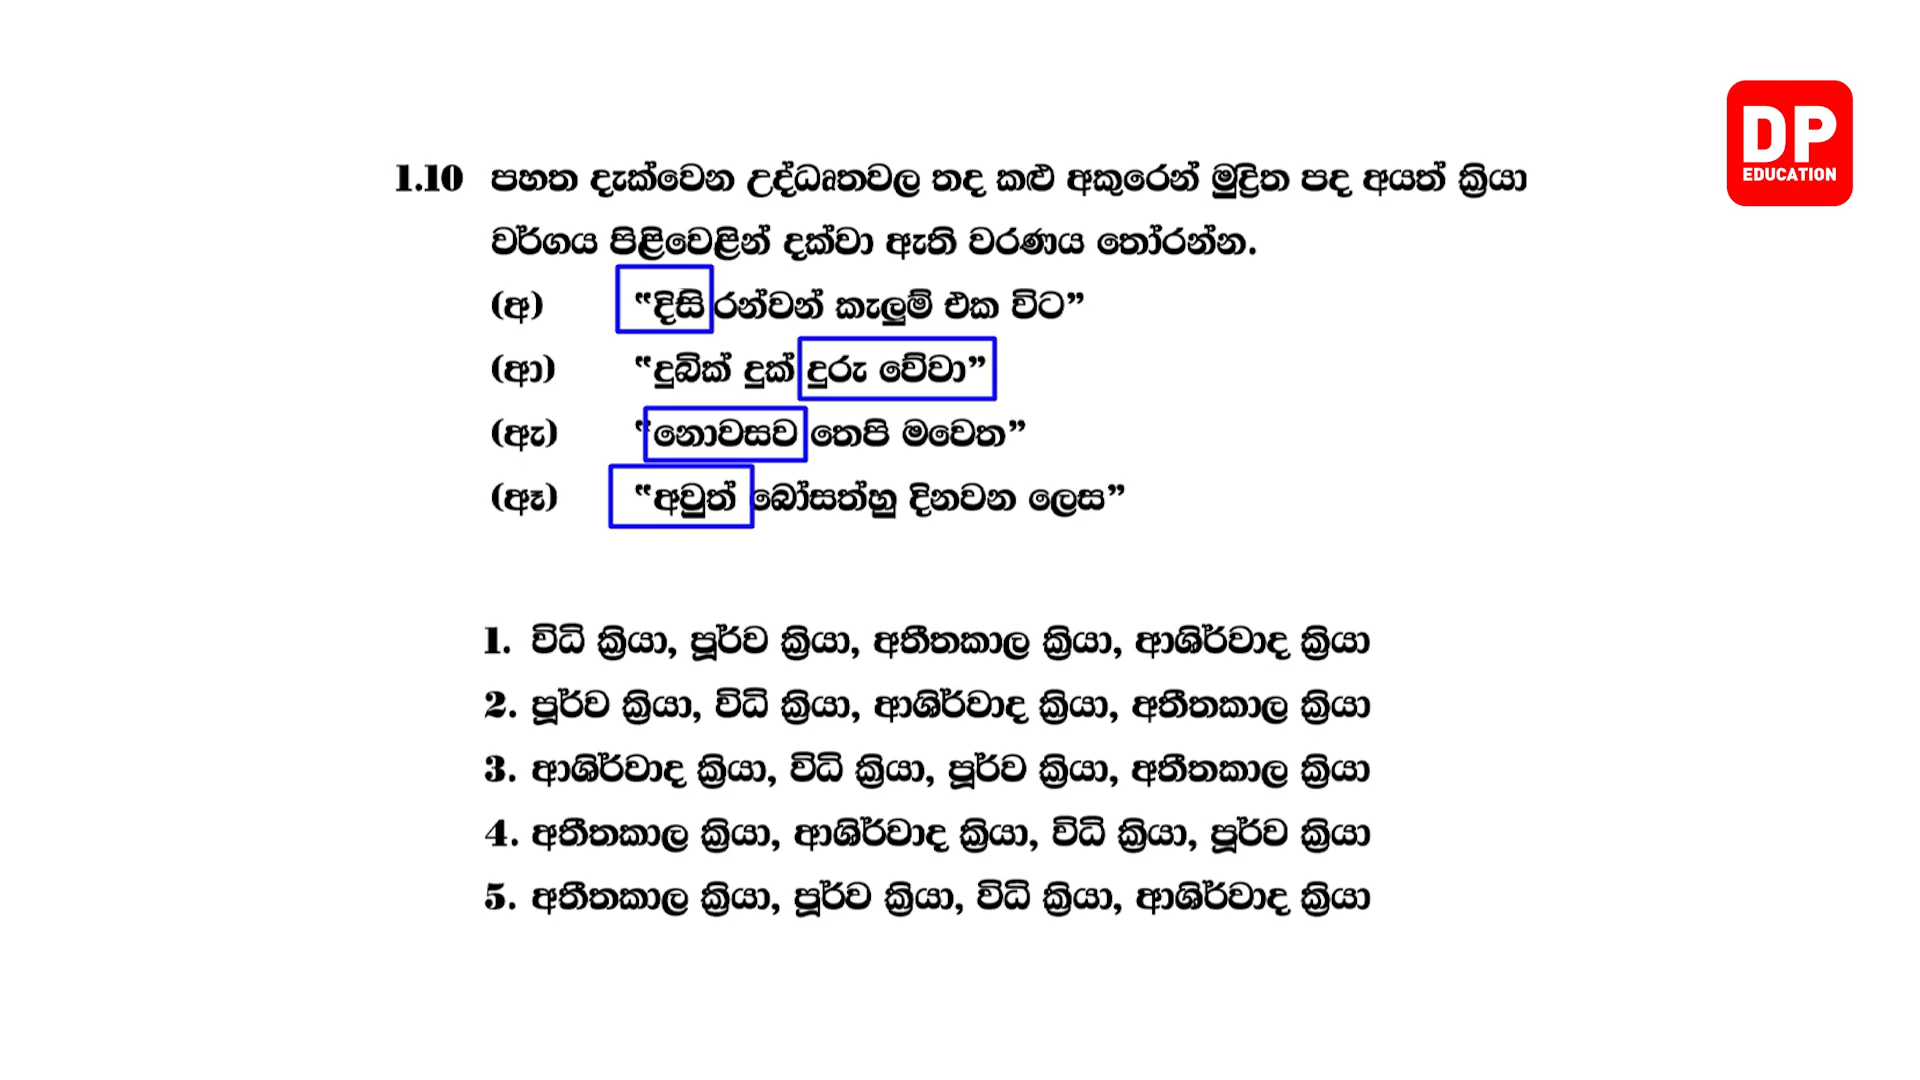 DP
EDUCATION
1.10 පහත දැක්වෙන උද්ධෘතවල තද කළු අකුරෙන් මුද්‍රිත පද අයත් ක්‍රියා
වර්ගය පිළිවෙළින් දක්වා ඇති වරණය තෝරන්න.
(අ) “දිසි රන්වන් කැලුම් එක විට”
(ආ) “දුබික් දුක් දුරු වේවා”
(ඇ) “නොවසව තෙපි මවෙත”
(ඈ) “අවුත් බෝසත්හු දිනවන ලෙස”
1. විධි ක්‍රියා, පූර්ව ක්‍රියා, අතීතකාල ක්‍රියා, ආශිර්වාද ක්‍රියා
2. පූර්ව ක්‍රියා, විධි ක්‍රියා, ආශිර්වාද ක්‍රියා, අතීතකාල ක්‍රියා
3. ආශිර්වාද ක්‍රියා, විධි ක්‍රියා, පූර්ව ක්‍රියා, අතීතකාල ක්‍රියා
4. අතීතකාල ක්‍රියා, ආශිර්වාද ක්‍රියා, විධි ක්‍රියා, පූර්ව ක්‍රියා
5. අතීතකාල ක්‍රියා, පූර්ව ක්‍රියා, විධි ක්‍රියා, ආශිර්වාද ක්‍රියා